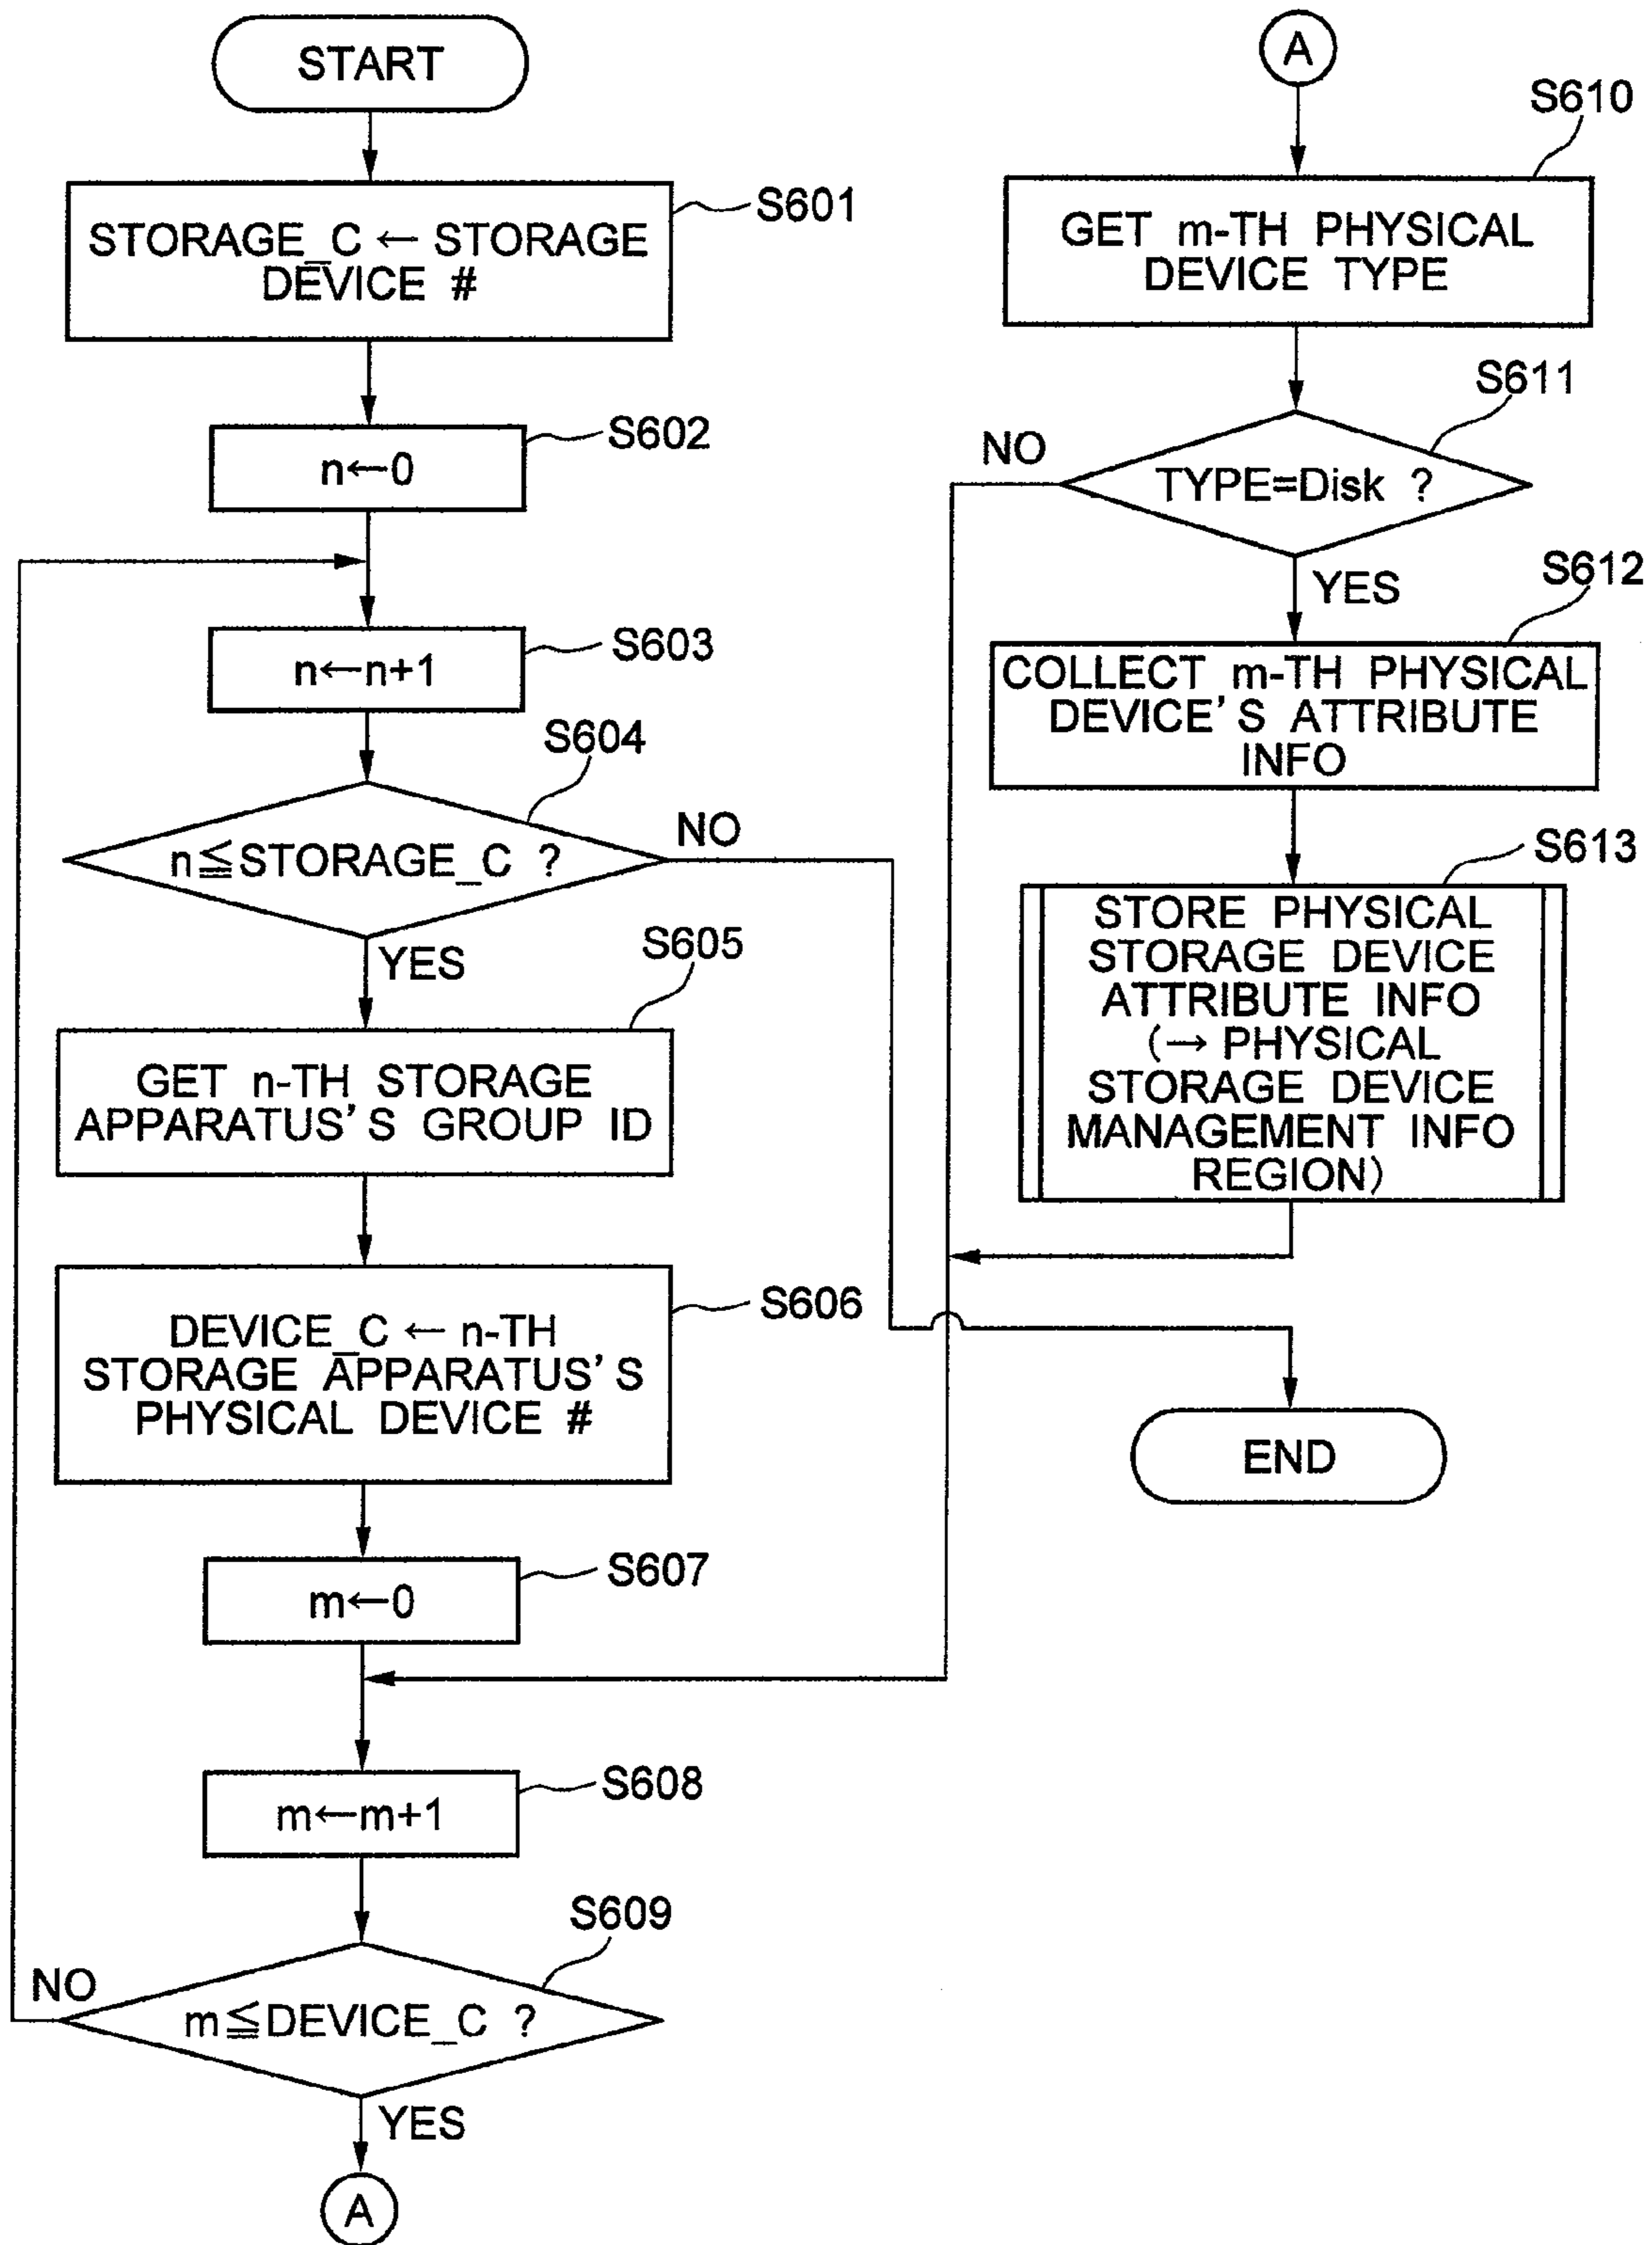 START
S601
STORAGE_C ← STORAGE
DEVICE #
S602
n←0
S603
n←n+1
S604
n≦STORAGE_C ?
NO
YES
S605
GET n-TH STORAGE
APPARATUS'S GROUP ID
S606
DEVICE_C ← n-TH
STORAGE APPARATUS'S
PHYSICAL DEVICE #
S607
m←0
S608
m←m+1
S609
NO
m≦DEVICE_C ?
YES
A
A
S610
GET m-TH PHYSICAL
DEVICE TYPE
S611
NO
TYPE=Disk ?
YES
S612
COLLECT m-TH PHYSICAL
DEVICE'S ATTRIBUTE
INFO
S613
STORE PHYSICAL
STORAGE DEVICE
ATTRIBUTE INFO
(→ PHYSICAL
STORAGE DEVICE
MANAGEMENT INFO
REGION)
END